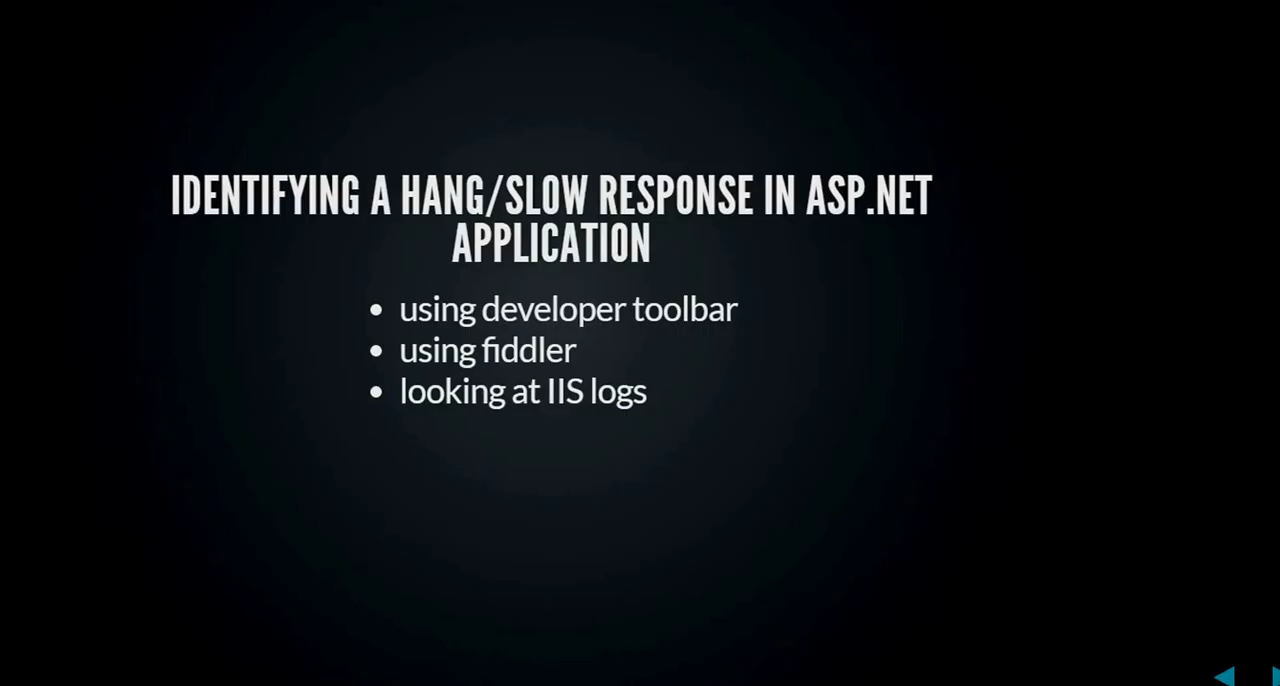 IDENTIFYING A HANG/SLOW RESPONSE IN ASP.NET
APPLICATION
using developer toolbar
using fiddler
looking at IIS logs